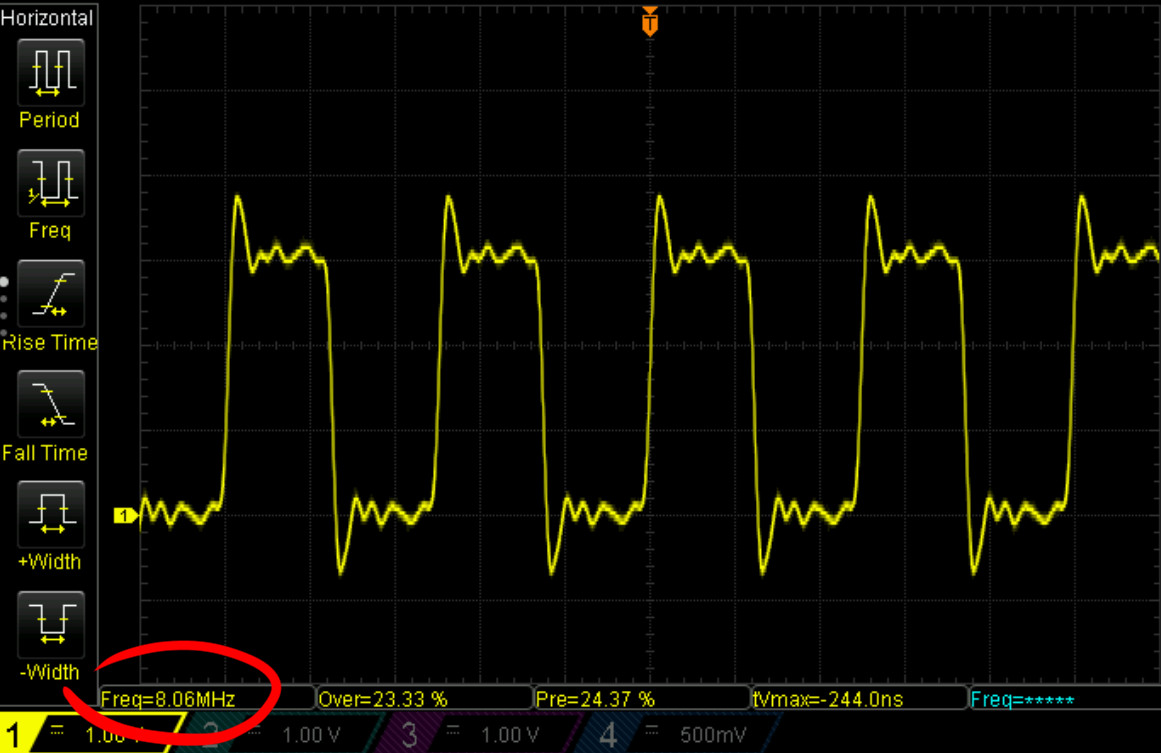 Horizontal
T
Period
Freq
Rise Time
Fall Time
1
+Width
-Width
Freq=8.06MHz
Over=23.33 %
Pre=24.37 %
tVmax=-244.0ns
Freq=*****
1
2
1.00 V
3
1.00 V
4
500mV